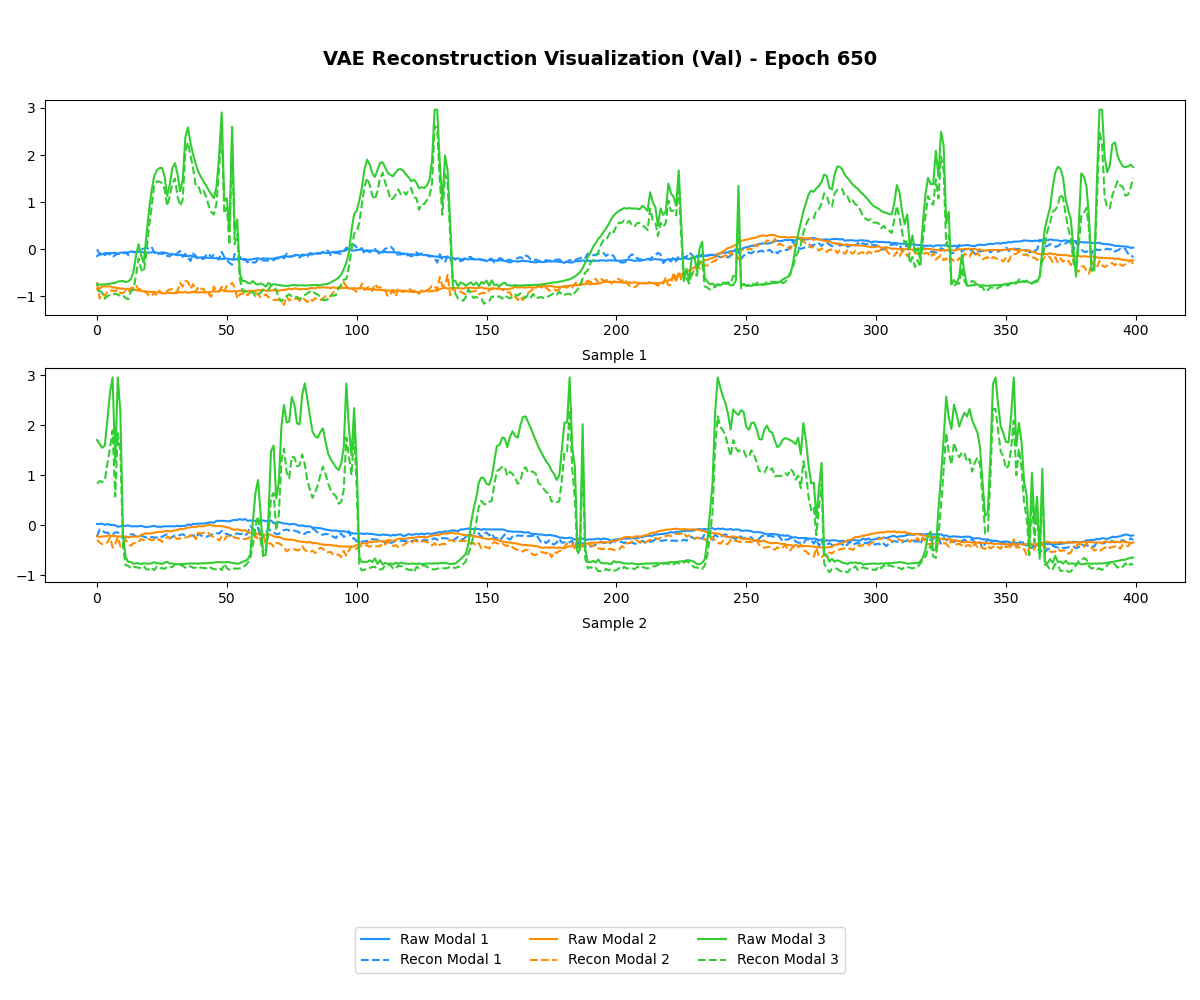 VAE Reconstruction Visualization (Val) - Epoch 650
3
2
1
0
−1
0 50 100 150 200 250 300 350 400
Sample 1
3
2
1
0
−1
0 50 100 150 200 250 300 350 400
Sample 2
Raw Modal 1 Raw Modal 2 Raw Modal 3
Recon Modal 1 Recon Modal 2 Recon Modal 3